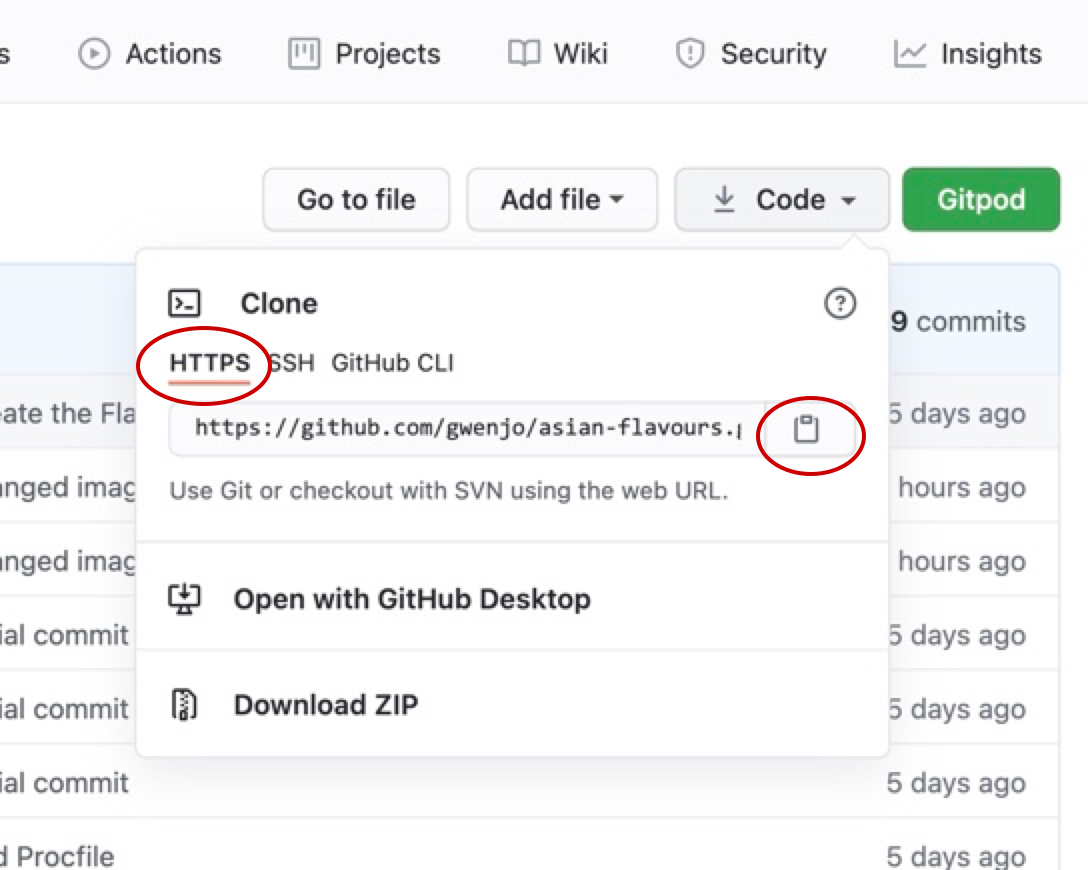 s Actions Projects Wiki Security Insights
Go to file Add file Code Gitpod
Clone
9 commits
HTTPS SSH GitHub CLI
eate the Fla 5 days ago
https://github.com/gwenjo/asian-flavours.g
anged imag hours ago
Use Git or checkout with SVN using the web URL.
anged imag hours ago
Open with GitHub Desktop
ial commit 5 days ago
Download ZIP
ial commit 5 days ago
ial commit 5 days ago
d Procfile 5 days ago